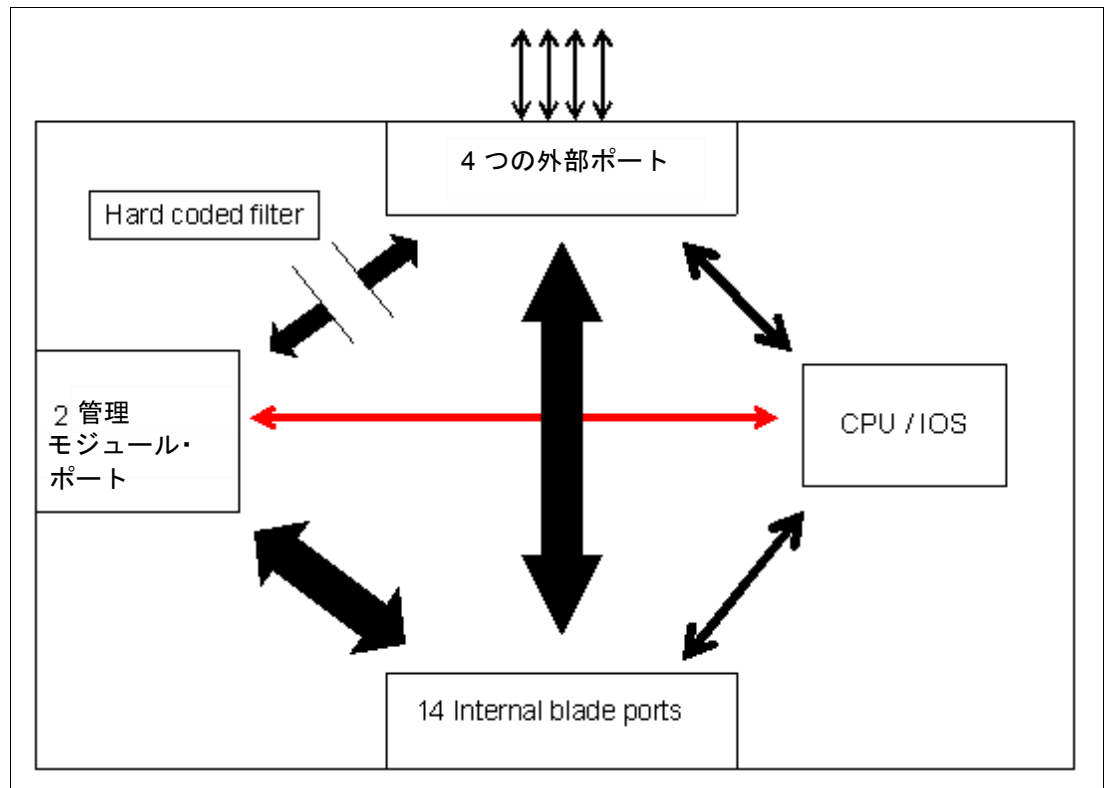 4 つの外部ポート
Hard coded filter
2 管理
モジュール・
ポート
CPU / IOS
14 Internal blade ports